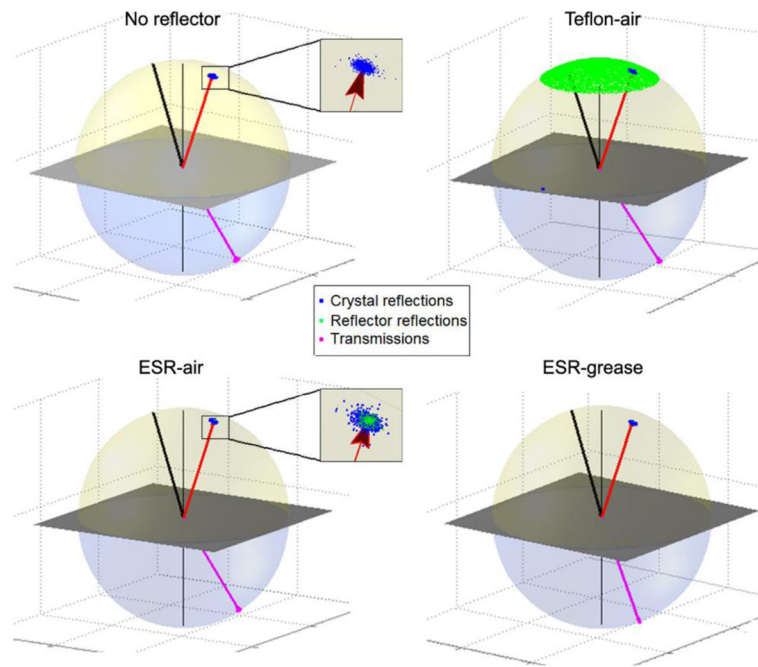 No reflector
Teflon-air
Crystal reflections
Reflector reflections
Transmissions
ESR-air
ESR-grease